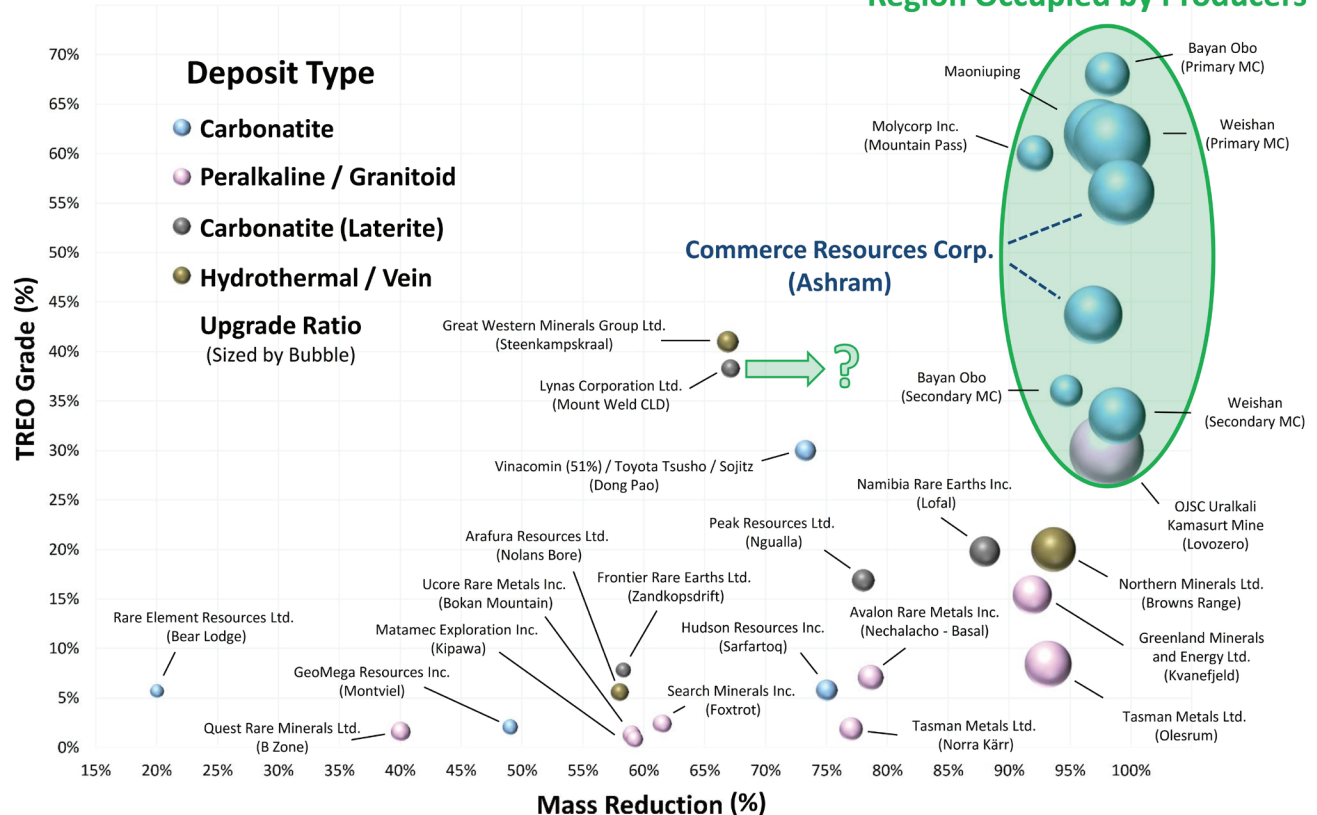 Region Occupied by Producers
Deposit Type
Carbonatite
Peralkaline / Granitoid
Carbonatite (Laterite)
Hydrothermal / Vein
Upgrade Ratio
(Sized by Bubble)
TREO Grade (%)
70%
65%
60%
55%
50%
45%
40%
35%
30%
25%
20%
15%
10%
5%
0%
Bayan Obo
(Primary MC)
Maoniuping
Molycorp Inc.
(Mountain Pass)
Weishan
(Primary MC)
Commerce Resources Corp.
(Ashram)
Great Western Minerals Group Ltd.
(Steenkampskraal)
?
Lynas Corporation Ltd.
(Mount Weld CLD)
Bayan Obo
(Secondary MC)
Weishan
(Secondary MC)
Vinacomin (51%) / Toyota Tsusho / Sojitz
(Dong Pao)
Namibia Rare Earths Inc.
(Lofal)
OJSC Uralkali
Kamasurt Mine
(Lovozero)
Peak Resources Ltd.
(Ngualla)
Arafura Resources Ltd.
(Nolans Bore)
Frontier Rare Earths Ltd.
(Zandkopsdrift)
Ucore Rare Metals Inc.
(Bokan Mountain)
Northern Minerals Ltd.
(Browns Range)
Rare Element Resources Ltd.
(Bear Lodge)
Matamec Exploration Inc.
(Kipawa)
Hudson Resources Inc.
(Sarfartoq)
Avalon Rare Metals Inc.
(Nechalacho - Basal)
Greenland Minerals
and Energy Ltd.
(Kvanefjeld)
GeoMega Resources Inc.
(Montviel)
Search Minerals Inc.
(Foxtrot)
Quest Rare Minerals Ltd.
(B Zone)
Tasman Metals Ltd.
(Norra Kärr)
Tasman Metals Ltd.
(Olesrum)
15%
20%
25%
30%
35%
40%
45%
50%
55%
60%
65%
70%
75%
80%
85%
90%
95%
100%
Mass Reduction (%)